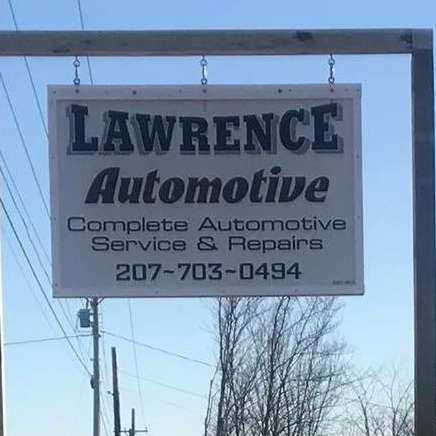 LAWRENCE
Automotive
Complete Automotive
Service & Repairs
207~703~0494